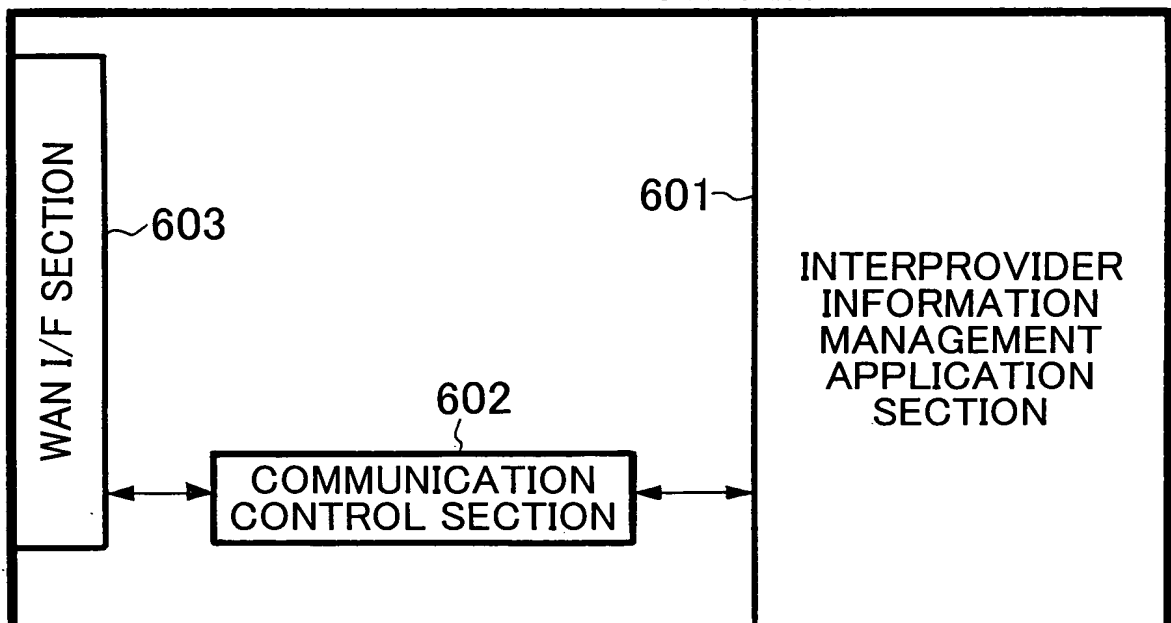 WAN I/F SECTION
603
601
602
COMMUNICATION
CONTROL SECTION
INTERPROVIDER
INFORMATION
MANAGEMENT
APPLICATION
SECTION